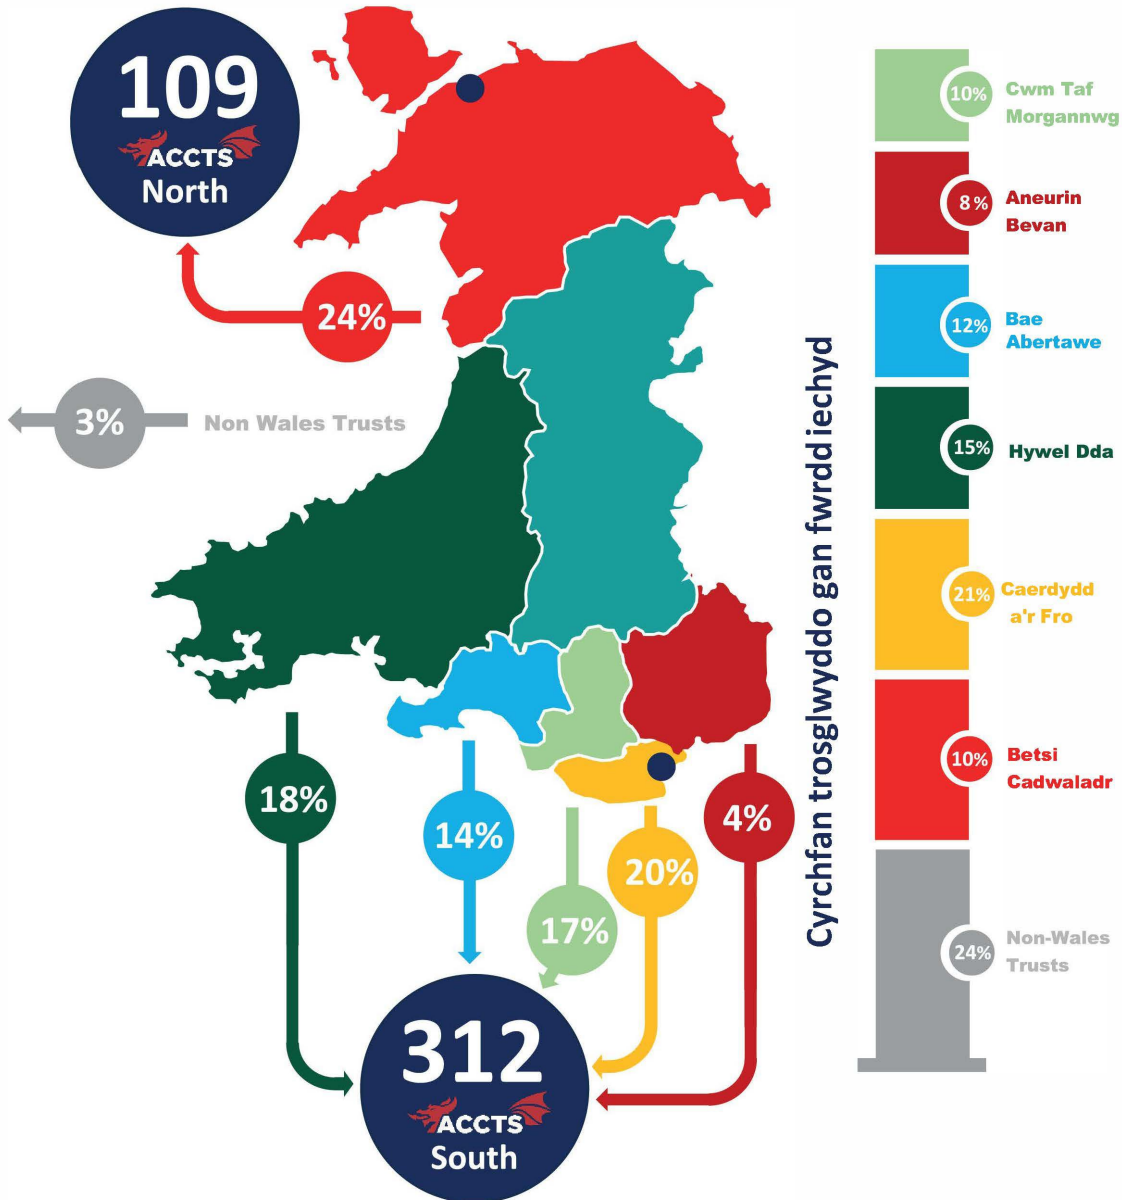 109
ACCTS
North
24%
3%
Non Wales Trusts
18%
14%
17%
20%
4%
312
ACCTS
South
Cyrchfan trosglwyddo gan fwrdd iechyd
10%
Cwm Taf
Morgannwg
8%
Aneurin
Bevan
12%
Bae
Abertawe
15%
Hywel Dda
21%
Caerdydd
a'r Fro
10%
Betsi
Cadwaladr
24%
Non-Wales
Trusts